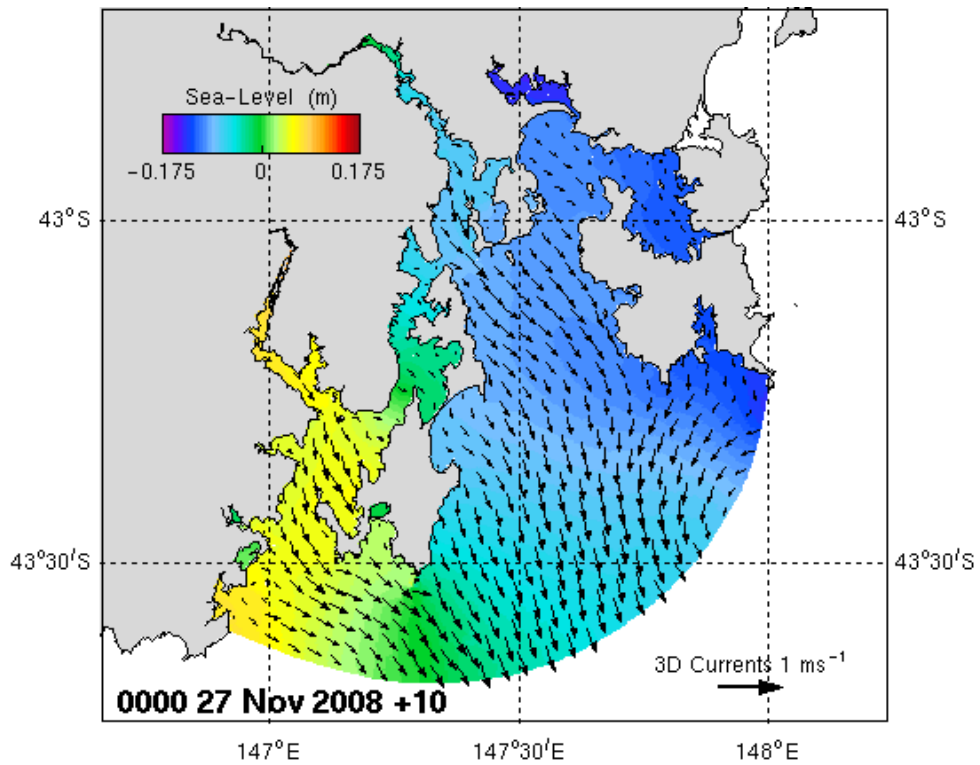 Sea-Level (m)
-0.175 0 0.175
43°S 43°S
43°30'S 43°30'S
3D Currents 1 ms⁻¹
0000 27 Nov 2008 +10
147°E 147°30'E 148°E